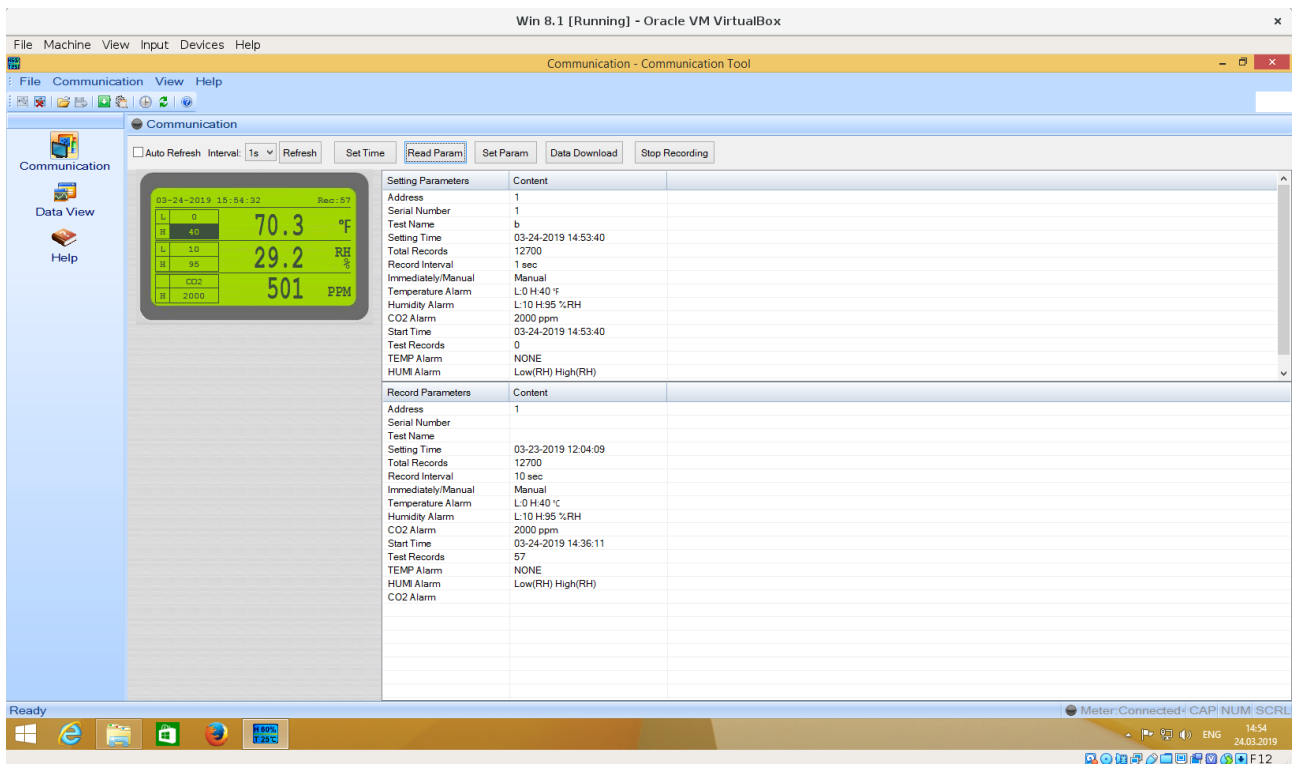 Win 8.1 [Running] - Oracle VM VirtualBox
File Machine View Input Devices Help
Communication - Communication Tool
File Communication View Help
Communication
Auto Refresh Interval: 1s Refresh Set Time Read Param Set Param Data Download Stop Recording
Communication
Data View
Help
03-24-2019 15:54:32 Rec:57
L 0
H 40
70.3 °F
L 10
H 95
29.2 RH %
CO2
H 2000
501 PPM
Setting Parameters Content
Address 1
Serial Number 1
Test Name b
Setting Time 03-24-2019 14:53:40
Total Records 12700
Record Interval 1 sec
Immediately/Manual Manual
Temperature Alarm L:0 H:40 °F
Humidity Alarm L:10 H:95 %RH
CO2 Alarm 2000 ppm
Start Time 03-24-2019 14:53:40
Test Records 0
TEMP Alarm NONE
HUMI Alarm Low(RH) High(RH)
Record Parameters Content
Address 1
Serial Number
Test Name
Setting Time 03-23-2019 12:04:09
Total Records 12700
Record Interval 10 sec
Immediately/Manual Manual
Temperature Alarm L:0 H:40 °C
Humidity Alarm L:10 H:95 %RH
CO2 Alarm 2000 ppm
Start Time 03-24-2019 14:36:11
Test Records 57
TEMP Alarm NONE
HUMI Alarm Low(RH) High(RH)
CO2 Alarm
Ready
Meter:Connected- CAP NUM SCRL
H 60%
T 25°C
ENG
14:54
24.03.2019
F12